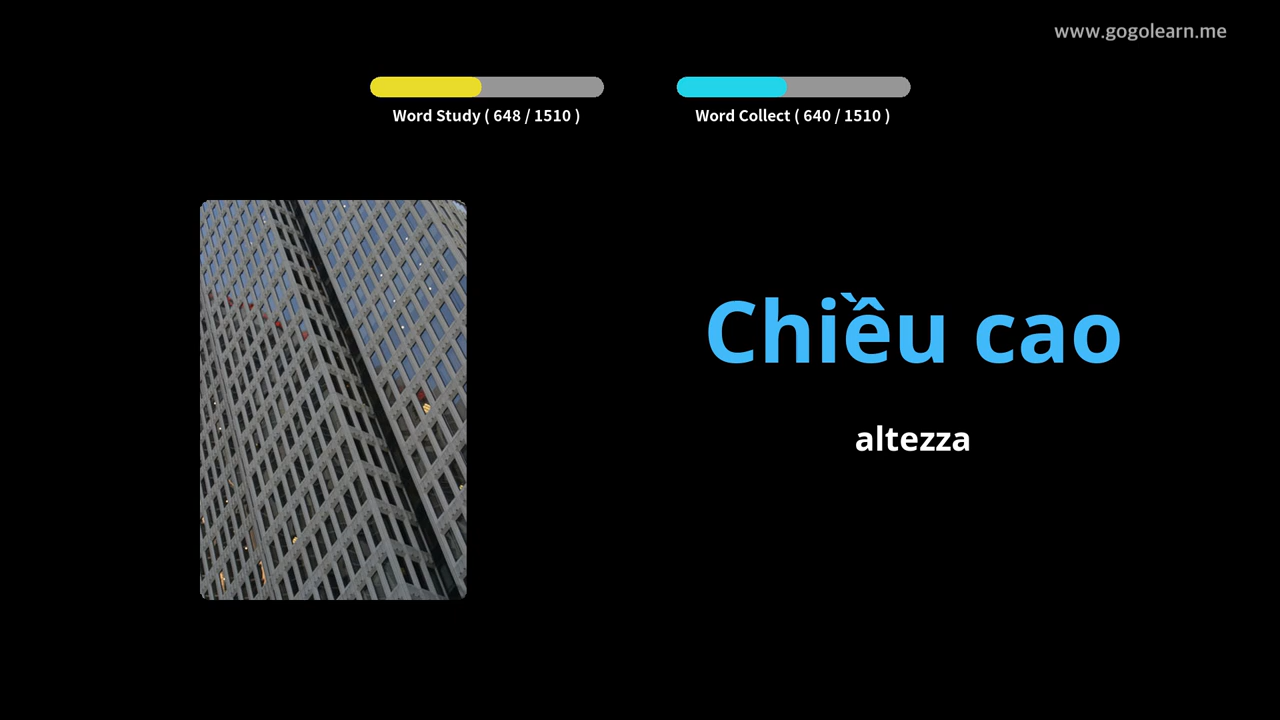 www.gogolearn.me
Word Study ( 648 / 1510 )
Word Collect ( 640 / 1510 )
Chiều cao
altezza